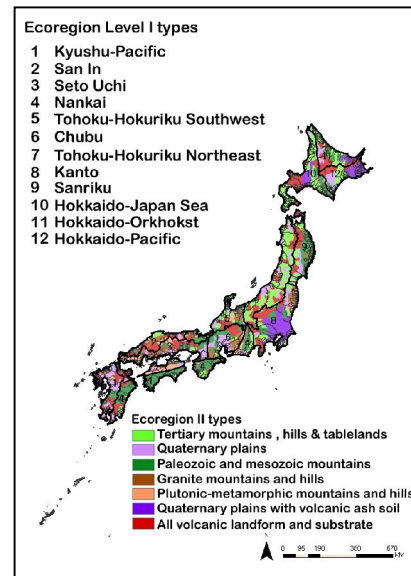 Ecoregion Level I types
1 Kyushu-Pacific
2 San In
3 Seto Uchi
4 Nankai
5 Tohoku-Hokuriku Southwest
6 Chubu
7 Tohoku-Hokuriku Northeast
8 Kanto
9 Sanriku
10 Hokkaido-Japan Sea
11 Hokkaido-Orkhokst
12 Hokkaido-Pacific
10
12
8
Ecoregion II types
Tertiary mountains , hills & tablelands
Quaternary plains
Paleozoic and mesozoic mountains
Granite mountains and hills
Plutonic-metamorphic mountains and hills
Quaternary plains with volcanic ash soil
All volcanic landform and substrate
0 95 190 380 570